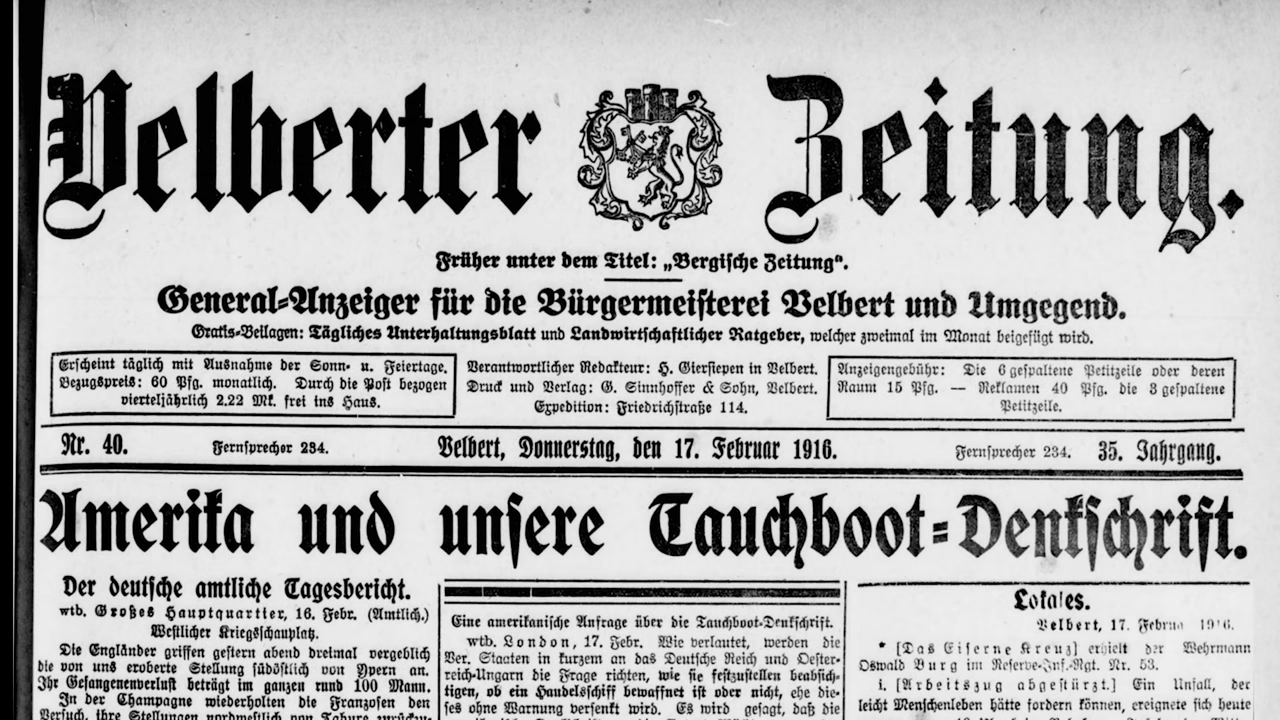 Velberter Zeitung.
Früher unter dem Titel: „Bergische Zeitung“.
General-Anzeiger für die Bürgermeisterei Velbert und Umgegend.
Gratis-Beilagen: Tägliches Unterhaltungsblatt und Landwirtschaftlicher Ratgeber, welcher zweimal im Monat beigefügt wird.
Erscheint täglich mit Ausnahme der Sonn- u. Feiertage.
Bezugspreis: 60 Pfg. monatlich. Durch die Post bezogen
vierteljährlich 2,22 Mk. frei ins Haus.
Verantwortlicher Redakteur: H. Giersiepen in Velbert.
Druck und Verlag: G. Sinnhoffer & Sohn, Velbert.
Expedition: Friedrichstraße 114.
Anzeigengebühr: Die 6 gespaltene Petitzeile oder deren
Raum 15 Pfg. — Reklamen 40 Pfg. die 3 gespaltene
Petitzeile.
Nr. 40. Fernsprecher 234. Velbert, Donnerstag, den 17. Februar 1916. Fernsprecher 234. 35. Jahrgang.
Amerika und unsere Tauchboot-Denkschrift.
Der deutsche amtliche Tagesbericht.
wtb. Großes Hauptquartier, 16. Febr. (Amtlich.)
Westlicher Kriegsschauplatz.
Die Engländer griffen gestern abend dreimal vergeblich
die von uns eroberte Stellung südöstlich von Ypern an.
Ihr Gefangenenverlust beträgt im ganzen rund 100 Mann.
In der Champagne wiederholten die Franzosen den
Versuch, ihre Stellungen nordwestlich von Tahure
Eine amerikanische Anfrage über die Tauchboot-Denkschrift.
wtb. London, 17. Febr. Wie verlautet, werden die
Ver. Staaten in kurzem an das Deutsche Reich und Oester-
reich-Ungarn die Frage richten, wie sie festzustellen beabsich-
tigen, ob ein Handelsschiff bewaffnet ist oder nicht, ehe die-
ses ohne Warnung versenkt wird. Es wird gesagt, daß die
Lokales.
Velbert, 17. Februa 1916.
* [Das Eiserne Kreuz] erhielt der Wehrmann
Oswald Burg im Reserve-Inf.-Rgt. Nr. 53.
i. [Arbeitszug abgestürzt.] Ein Unfall, der
leicht Menschenleben hätte fordern können, ereignete sich heute